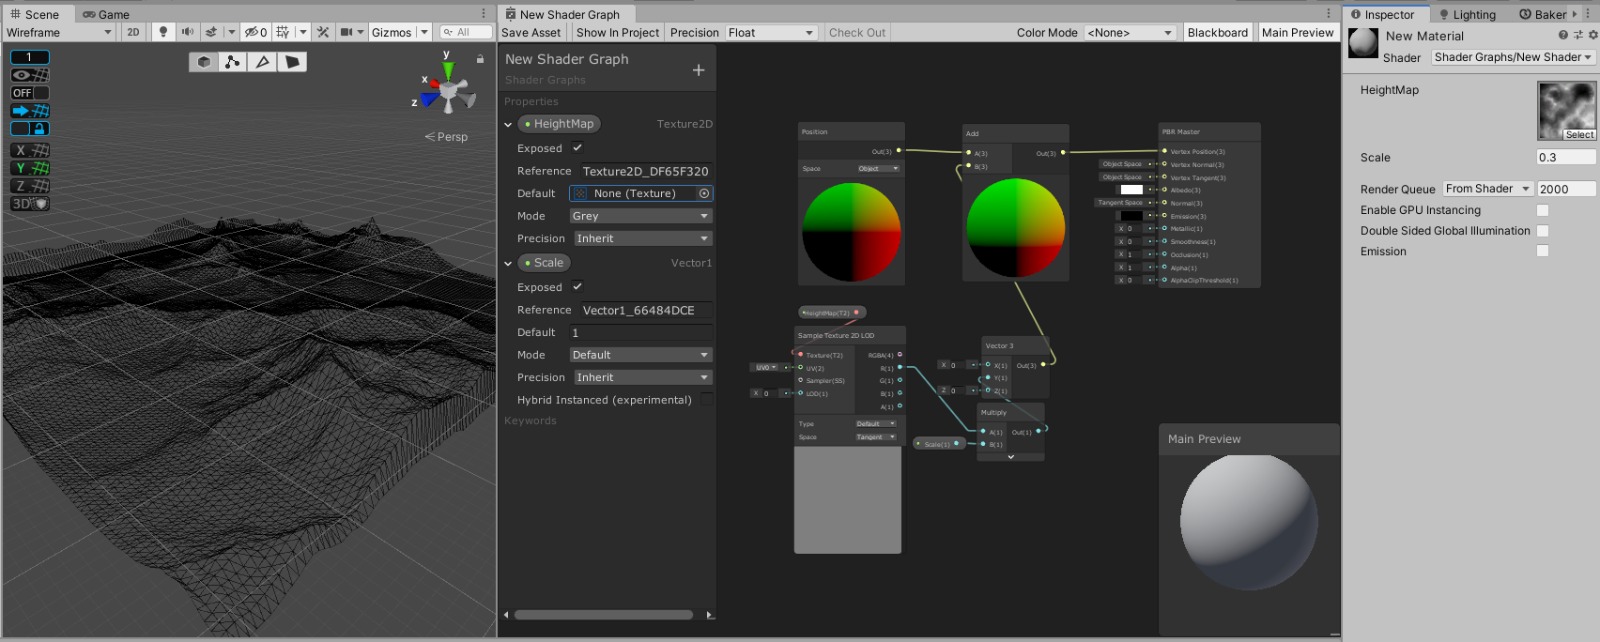 Scene
Game
Wireframe
2D
0
Gizmos
All
1
OFF
X
Y
Z
3D
y
x
z
Persp
New Shader Graph
Save Asset
Show In Project
Precision
Float
Check Out
Color Mode
<None>
Blackboard
Main Preview
New Shader Graph
Shader Graphs
Properties
HeightMap
Texture2D
Exposed
Reference
Texture2D_DF65F320
Default
None (Texture)
Mode
Grey
Precision
Inherit
Scale
Vector1
Exposed
Reference
Vector1_66484DCE
Default
1
Mode
Default
Precision
Inherit
Hybrid Instanced (experimental)
Keywords
Position
Out(3)
Space
Object
Add
A(3)
Out(3)
B(3)
PBR Master
Vertex Position(3)
Object Space
Vertex Normal(3)
Object Space
Vertex Tangent(3)
Albedo(3)
Tangent Space
Normal(3)
Emission(3)
X 0
Metallic(1)
X 0
Smoothness(1)
X 1
Occlusion(1)
X 1
Alpha(1)
X 0
AlphaClipThreshold(1)
HeightMap(T2)
Sample Texture 2D LOD
Texture(T2)
RGBA(4)
UV0
UV(2)
R(1)
Sampler(SS)
G(1)
X 0
LOD(1)
B(1)
A(1)
Type
Default
Space
Tangent
Vector 3
X 0
X(1)
Out(3)
Y(1)
Z 0
Z(1)
Multiply
A(1)
Out(1)
Scale(1)
B(1)
Main Preview
Inspector
Lighting
Baker
New Material
Shader
Shader Graphs/New Shader
HeightMap
Select
Scale
0.3
Render Queue
From Shader
2000
Enable GPU Instancing
Double Sided Global Illumination
Emission